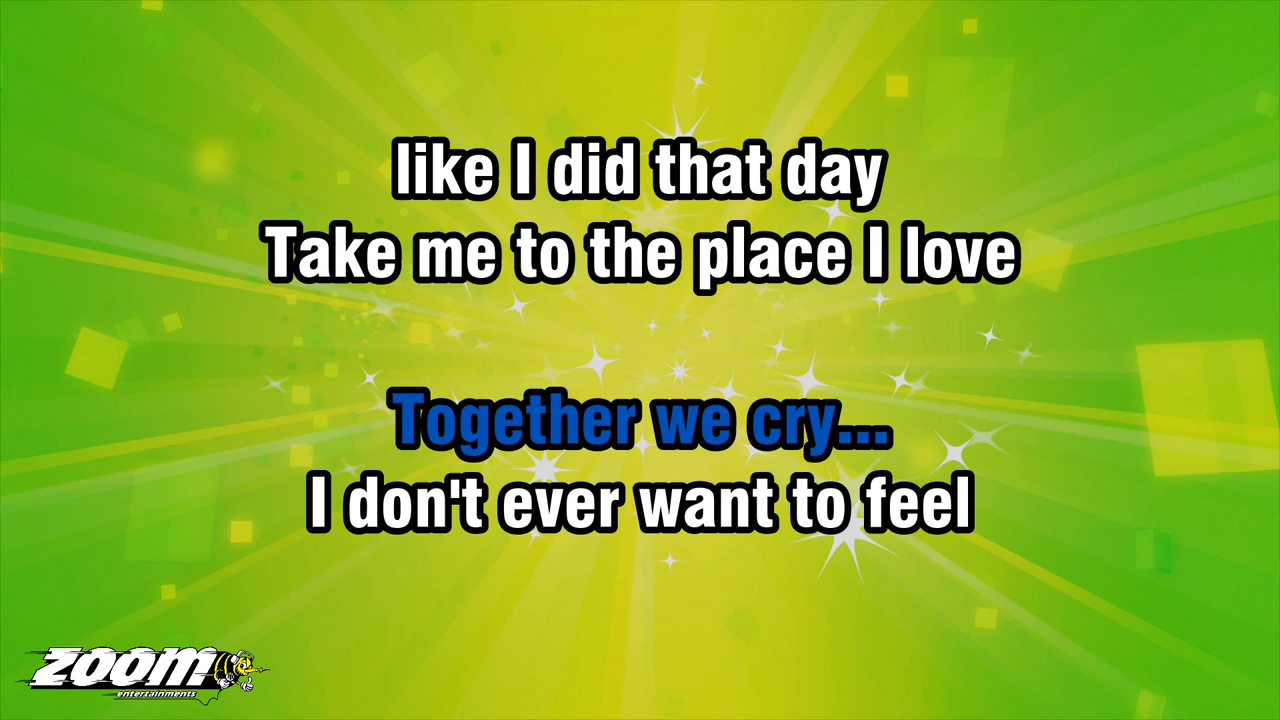 like I did that day
Take me to the place I love
Together we cry...
I don't ever want to feel
zoom
entertainments